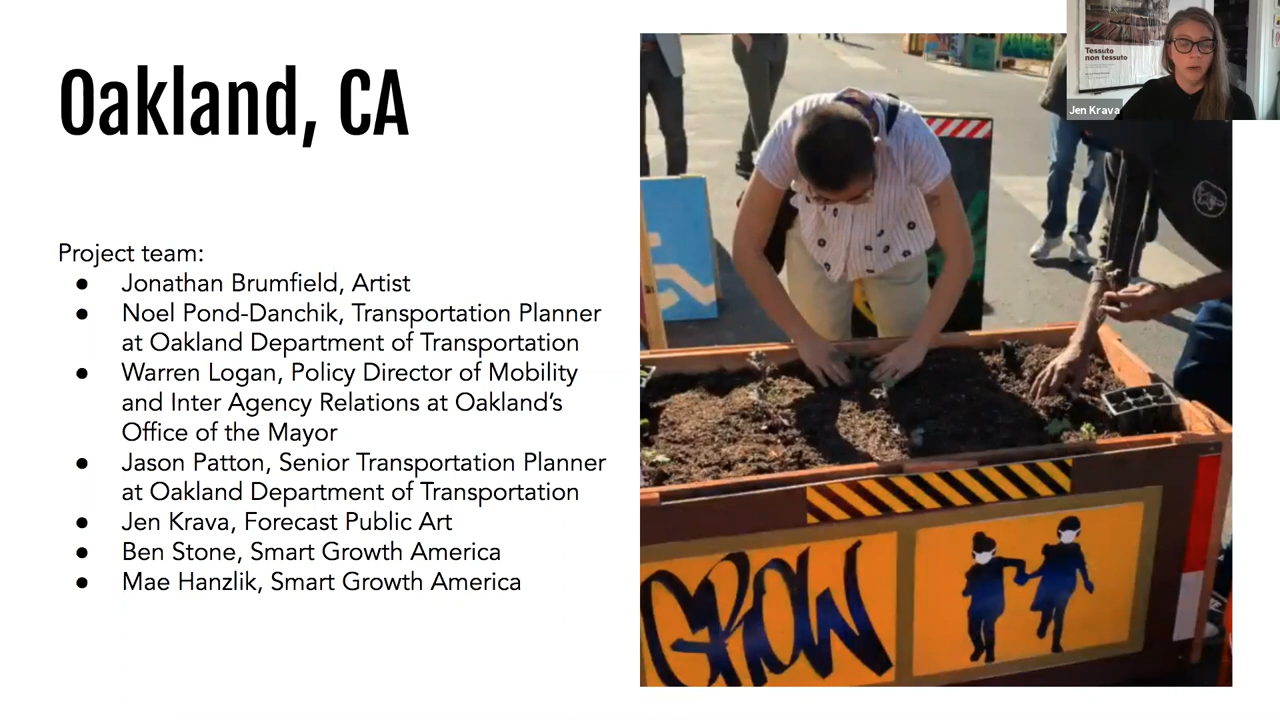 Oakland, CA
Project team:
● Jonathan Brumfield, Artist
● Noel Pond-Danchik, Transportation Planner
at Oakland Department of Transportation
● Warren Logan, Policy Director of Mobility
and Inter Agency Relations at Oakland's
Office of the Mayor
● Jason Patton, Senior Transportation Planner
at Oakland Department of Transportation
● Jen Krava, Forecast Public Art
● Ben Stone, Smart Growth America
● Mae Hanzlik, Smart Growth America
GROW
Tessuto
non tessuto
Jen Krava